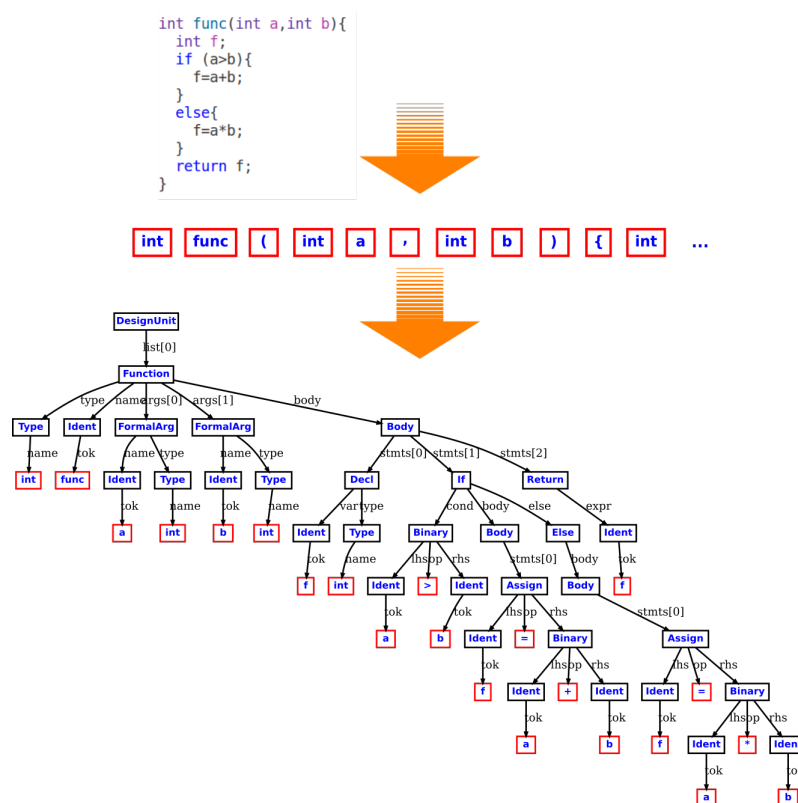 int func(int a,int b){
int f;
if (a>b){
f=a+b;
}
else{
f=a*b;
}
return f;
}
int func ( int a , int b ) { int ...
DesignUnit
list[0]
Function
type name args[0] args[1] body
Type Ident FormalArg FormalArg Body
name tok name type name type stmts[0] stmts[1] stmts[2]
int func Ident Type Ident Type Decl If Return
tok name tok name var type cond body else expr
a int b int Ident Type Binary Body Else Ident
tok name lhs op rhs stmts[0] body tok
f int Ident > Ident Assign Body f
tok tok lhs op rhs stmts[0]
a b Ident = Binary Assign
tok lhs op rhs lhs op rhs
f Ident + Ident Ident = Binary
tok tok tok lhs op rhs
a b f Ident * Iden
tok to
a b